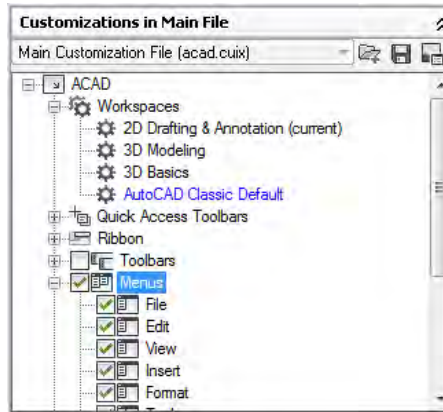 Customizations in Main File
Main Customization File (acad.cuix)
ACAD
Workspaces
2D Drafting & Annotation (current)
3D Modeling
3D Basics
AutoCAD Classic Default
Quick Access Toolbars
Ribbon
Toolbars
Menus
File
Edit
View
Insert
Format